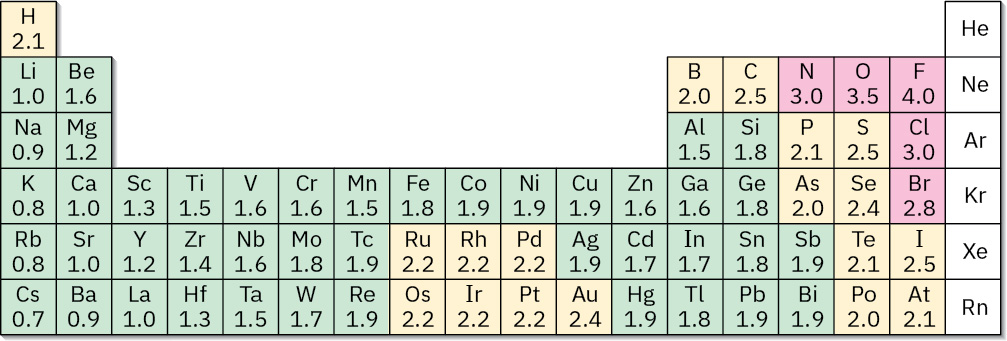 H He
2.1
Li Be B C N O F Ne
1.0 1.6 2.0 2.5 3.0 3.5 4.0
Na Mg Al Si P S Cl Ar
0.9 1.2 1.5 1.8 2.1 2.5 3.0
K Ca Sc Ti V Cr Mn Fe Co Ni Cu Zn Ga Ge As Se Br Kr
0.8 1.0 1.3 1.5 1.6 1.6 1.5 1.8 1.9 1.9 1.9 1.6 1.6 1.8 2.0 2.4 2.8
Rb Sr Y Zr Nb Mo Tc Ru Rh Pd Ag Cd In Sn Sb Te I Xe
0.8 1.0 1.2 1.4 1.6 1.8 1.9 2.2 2.2 2.2 1.9 1.7 1.7 1.8 1.9 2.1 2.5
Cs Ba La Hf Ta W Re Os Ir Pt Au Hg Tl Pb Bi Po At Rn
0.7 0.9 1.0 1.3 1.5 1.7 1.9 2.2 2.2 2.2 2.4 1.9 1.8 1.9 1.9 2.0 2.1